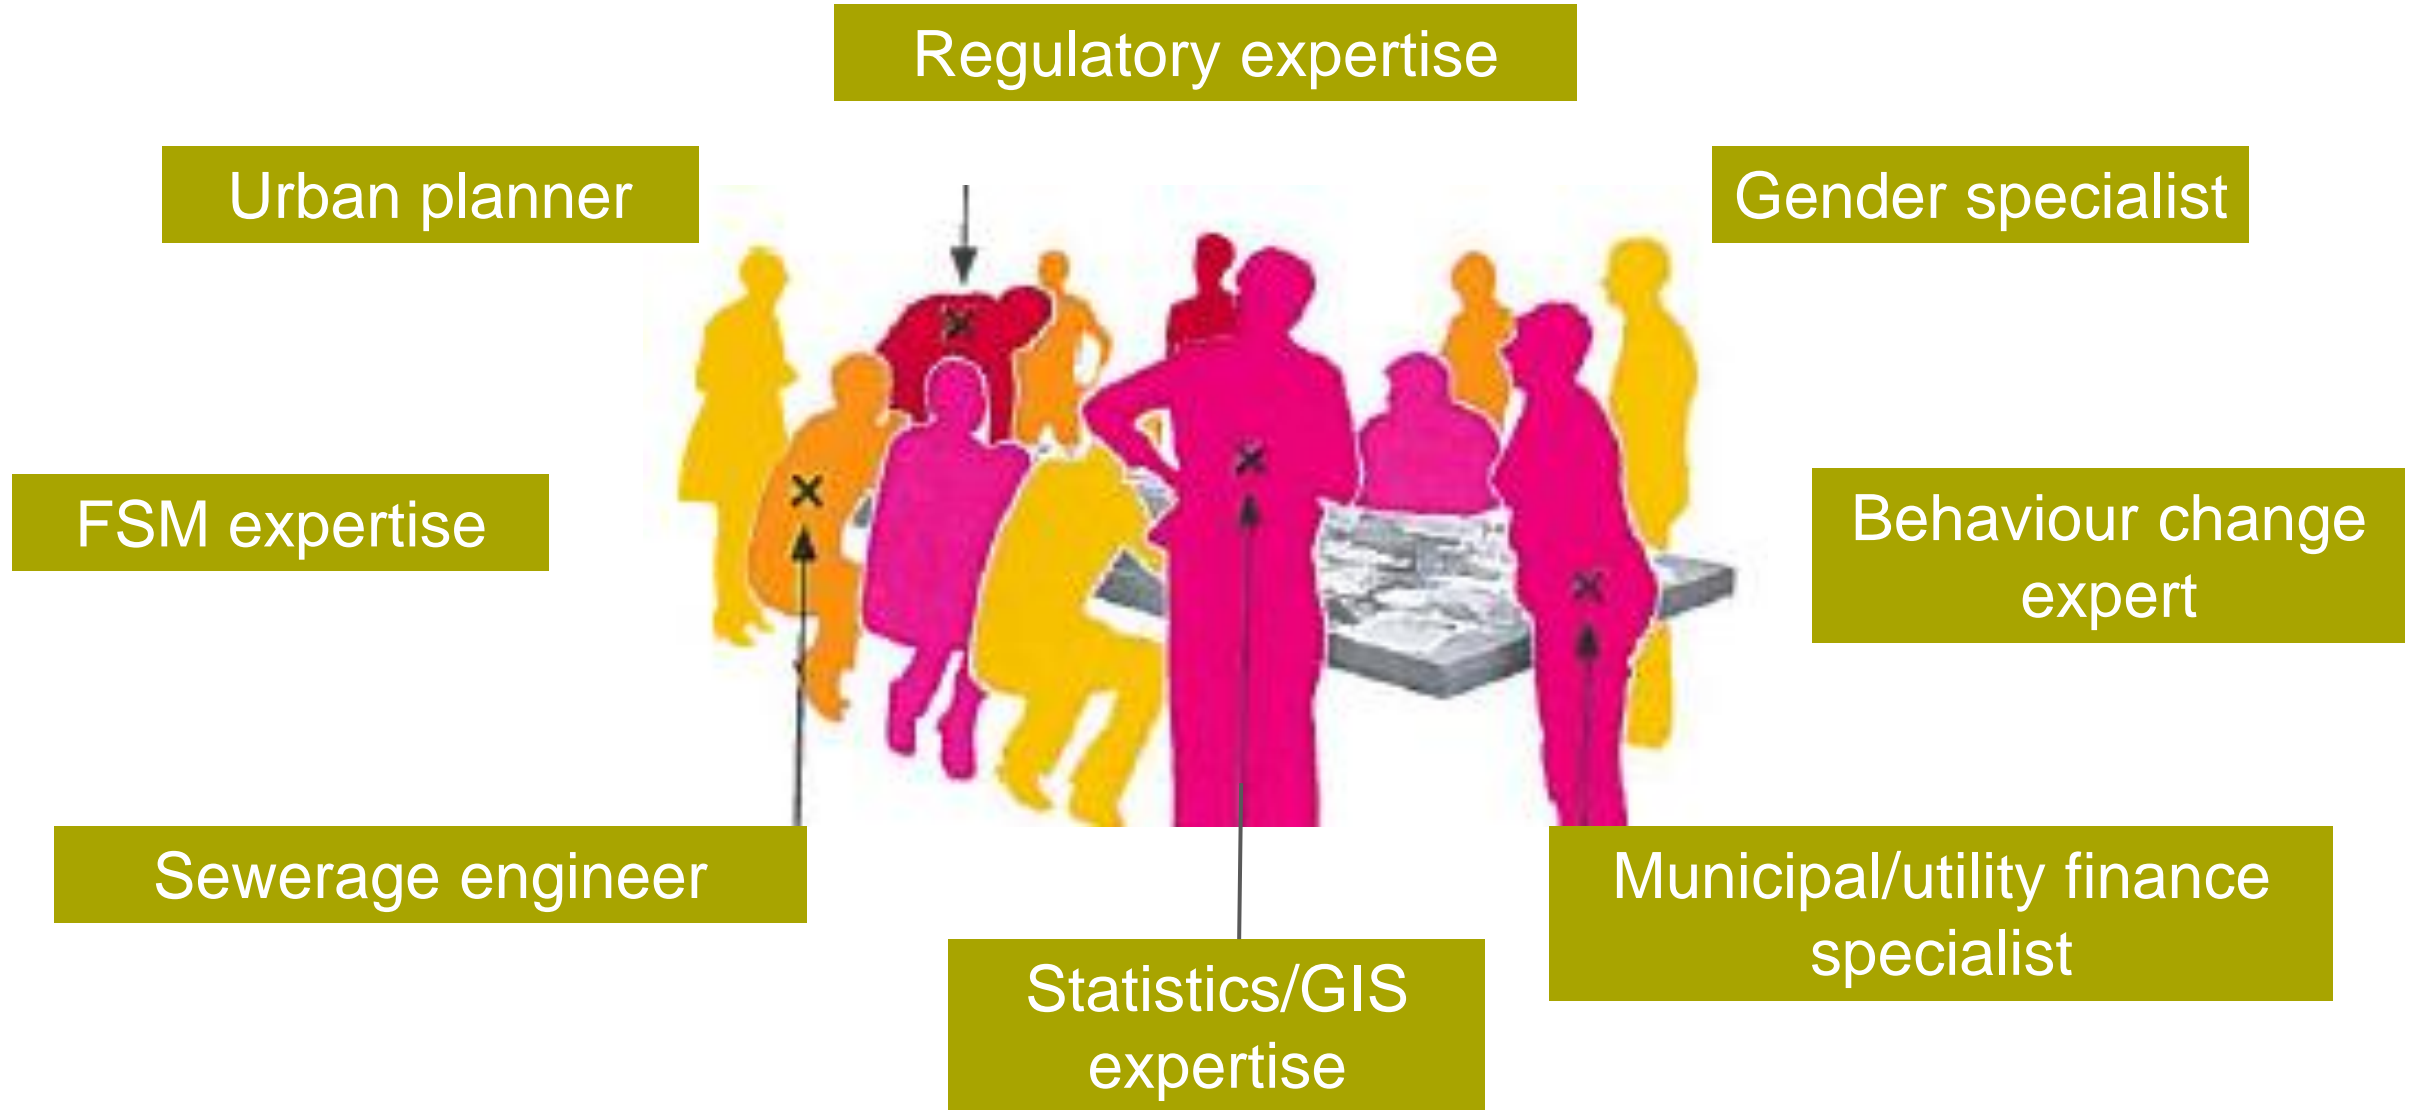 Regulatory expertise
Urban planner
Gender specialist
FSM expertise
Behaviour change
expert
Sewerage engineer
Municipal/utility finance
specialist
Statistics/GIS
expertise